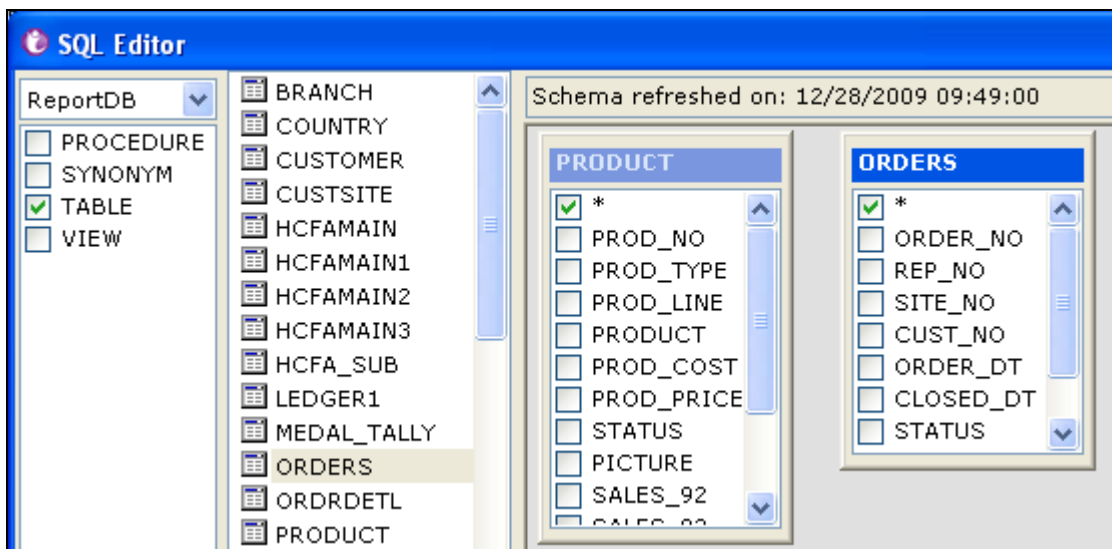 SQL Editor
ReportDB
PROCEDURE
SYNONYM
TABLE
VIEW
BRANCH
COUNTRY
CUSTOMER
CUSTSITE
HCFAMAIN
HCFAMAIN1
HCFAMAIN2
HCFAMAIN3
HCFA_SUB
LEDGER1
MEDAL_TALLY
ORDERS
ORDRDETL
PRODUCT
Schema refreshed on: 12/28/2009 09:49:00
PRODUCT
*
PROD_NO
PROD_TYPE
PROD_LINE
PRODUCT
PROD_COST
PROD_PRICE
STATUS
PICTURE
SALES_92
ORDERS
*
ORDER_NO
REP_NO
SITE_NO
CUST_NO
ORDER_DT
CLOSED_DT
STATUS